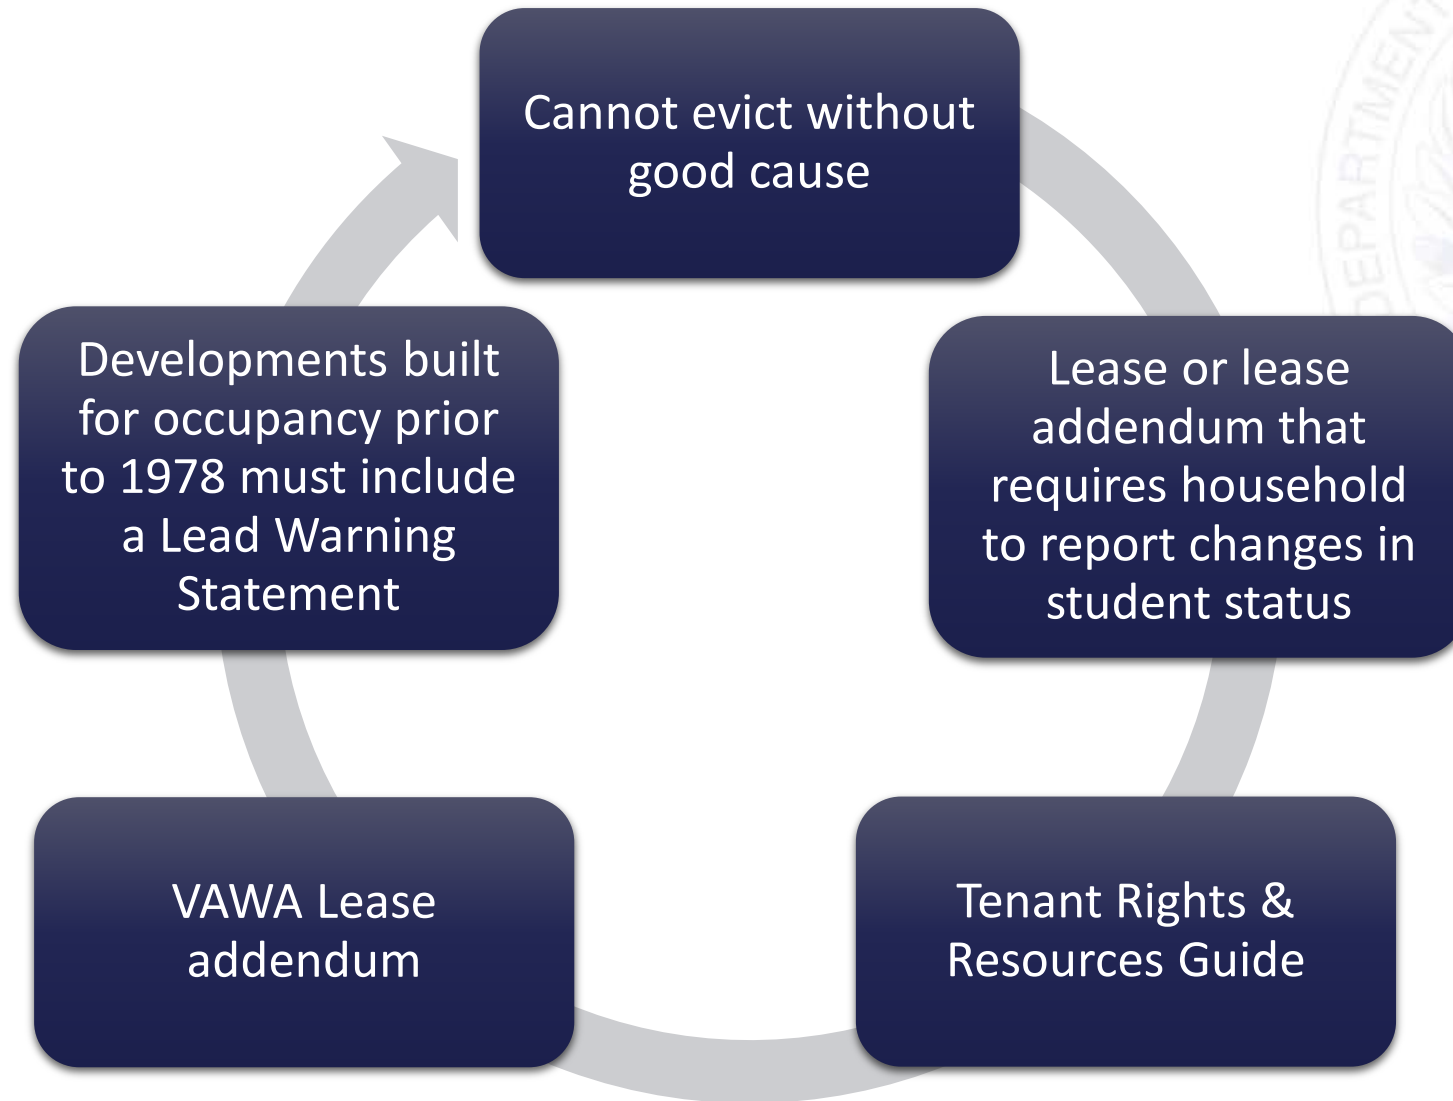 Cannot evict without
good cause
Lease or lease
addendum that
requires household
to report changes in
student status
Tenant Rights &
Resources Guide
VAWA Lease
addendum
Developments built
for occupancy prior
to 1978 must include
a Lead Warning
Statement
DEPARTMENT